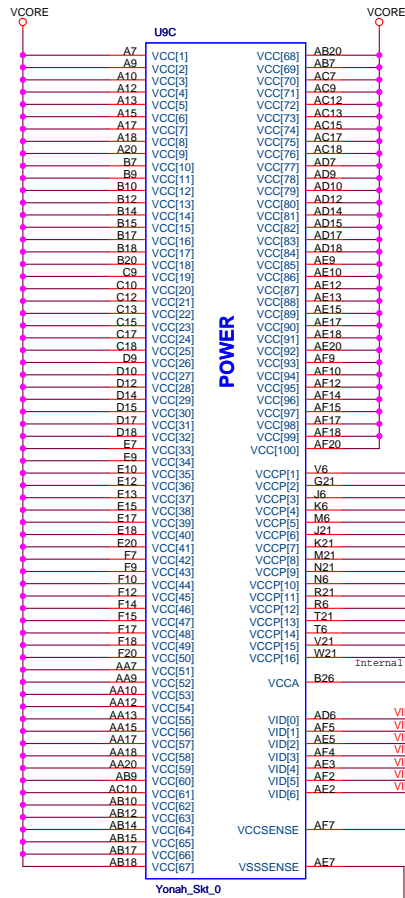 VCORE
VCORE
U9C
A7 VCC[1]
A9 VCC[2]
A10 VCC[3]
A12 VCC[4]
A13 VCC[5]
A15 VCC[6]
A17 VCC[7]
A18 VCC[8]
A20 VCC[9]
B7 VCC[10]
B9 VCC[11]
B10 VCC[12]
B12 VCC[13]
B14 VCC[14]
B15 VCC[15]
B17 VCC[16]
B18 VCC[17]
B20 VCC[18]
C9 VCC[19]
C10 VCC[20]
C12 VCC[21]
C13 VCC[22]
C15 VCC[23]
C17 VCC[24]
C18 VCC[25]
D9 VCC[26]
D10 VCC[27]
D12 VCC[28]
D14 VCC[29]
D15 VCC[30]
D17 VCC[31]
D18 VCC[32]
E7 VCC[33]
E9 VCC[34]
E10 VCC[35]
E12 VCC[36]
E13 VCC[37]
E15 VCC[38]
E17 VCC[39]
E18 VCC[40]
E20 VCC[41]
F7 VCC[42]
F9 VCC[43]
F10 VCC[44]
F12 VCC[45]
F14 VCC[46]
F15 VCC[47]
F17 VCC[48]
F18 VCC[49]
F20 VCC[50]
AA7 VCC[51]
AA9 VCC[52]
AA10 VCC[53]
AA12 VCC[54]
AA13 VCC[55]
AA15 VCC[56]
AA17 VCC[57]
AA18 VCC[58]
AA20 VCC[59]
AB9 VCC[60]
AC10 VCC[61]
AB10 VCC[62]
AB12 VCC[63]
AB14 VCC[64]
AB15 VCC[65]
AB17 VCC[66]
AB18 VCC[67]
POWER
VCC[68] AB20
VCC[69] AB7
VCC[70] AC7
VCC[71] AC9
VCC[72] AC12
VCC[73] AC13
VCC[74] AC15
VCC[75] AC17
VCC[76] AC18
VCC[77] AD7
VCC[78] AD9
VCC[79] AD10
VCC[80] AD12
VCC[81] AD14
VCC[82] AD15
VCC[83] AD17
VCC[84] AD18
VCC[85] AE9
VCC[86] AE10
VCC[87] AE12
VCC[88] AE13
VCC[89] AE15
VCC[90] AE17
VCC[91] AE18
VCC[92] AE20
VCC[93] AF9
VCC[94] AF10
VCC[95] AF12
VCC[96] AF14
VCC[97] AF15
VCC[98] AF17
VCC[99] AF18
VCC[100] AF20
VCCP[1] V6
VCCP[2] G21
VCCP[3] J6
VCCP[4] K6
VCCP[5] M6
VCCP[6] J21
VCCP[7] K21
VCCP[8] M21
VCCP[9] N21
VCCP[10] N6
VCCP[11] R21
VCCP[12] R6
VCCP[13] T21
VCCP[14] T6
VCCP[15] V21
VCCP[16] W21
Internal
VCCA B26
VID[0] AD6
VID[1] AF5
VID[2] AE5
VID[3] AF4
VID[4] AE3
VID[5] AF2
VID[6] AE2
VCCSENSE AF7
VSSSENSE AE7
Yonah_Skt_0